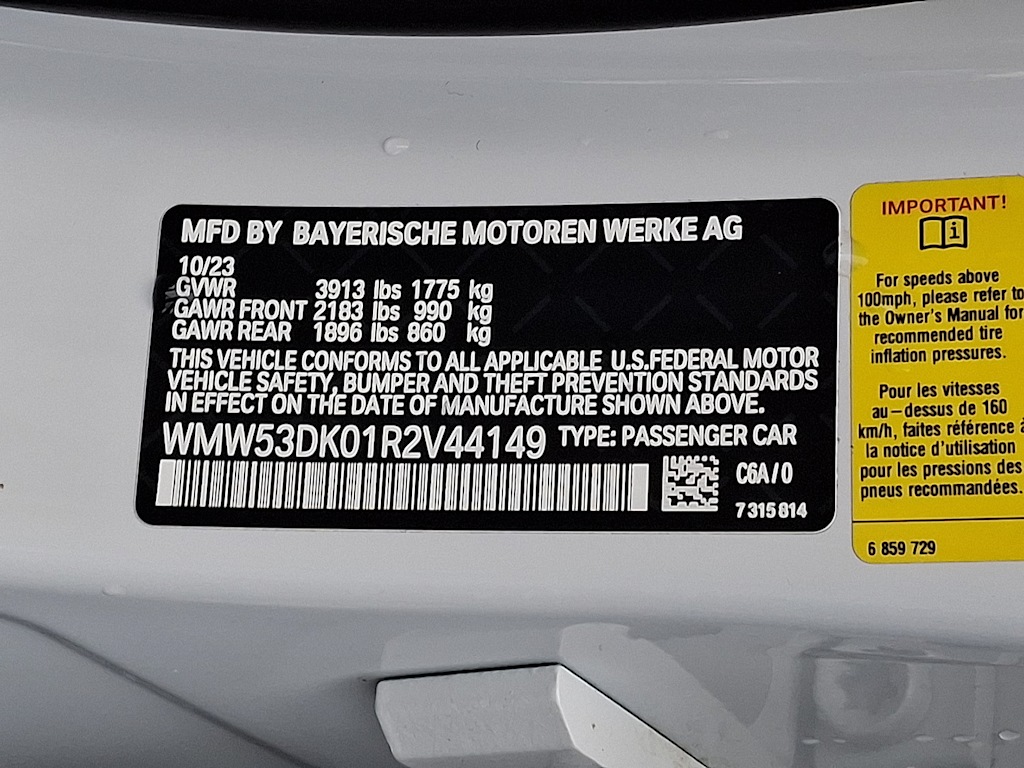 MFD BY BAYERISCHE MOTOREN WERKE AG
10/23
GVWR 3913 lbs 1775 kg
GAWR FRONT 2183 lbs 990 kg
GAWR REAR 1896 lbs 860 kg
THIS VEHICLE CONFORMS TO ALL APPLICABLE U.S.FEDERAL MOTOR
VEHICLE SAFETY, BUMPER AND THEFT PREVENTION STANDARDS
IN EFFECT ON THE DATE OF MANUFACTURE SHOWN ABOVE.
WMW53DK01R2V44149 TYPE: PASSENGER CAR
C6A/0
7315814
IMPORTANT!
i
For speeds above
100mph, please refer to
the Owner's Manual for
recommended tire
inflation pressures.
Pour les vitesses
au-dessus de 160
km/h, faites référence à
la notice d'utilisation
pour les pressions des
pneus recommandées.
6 859 729